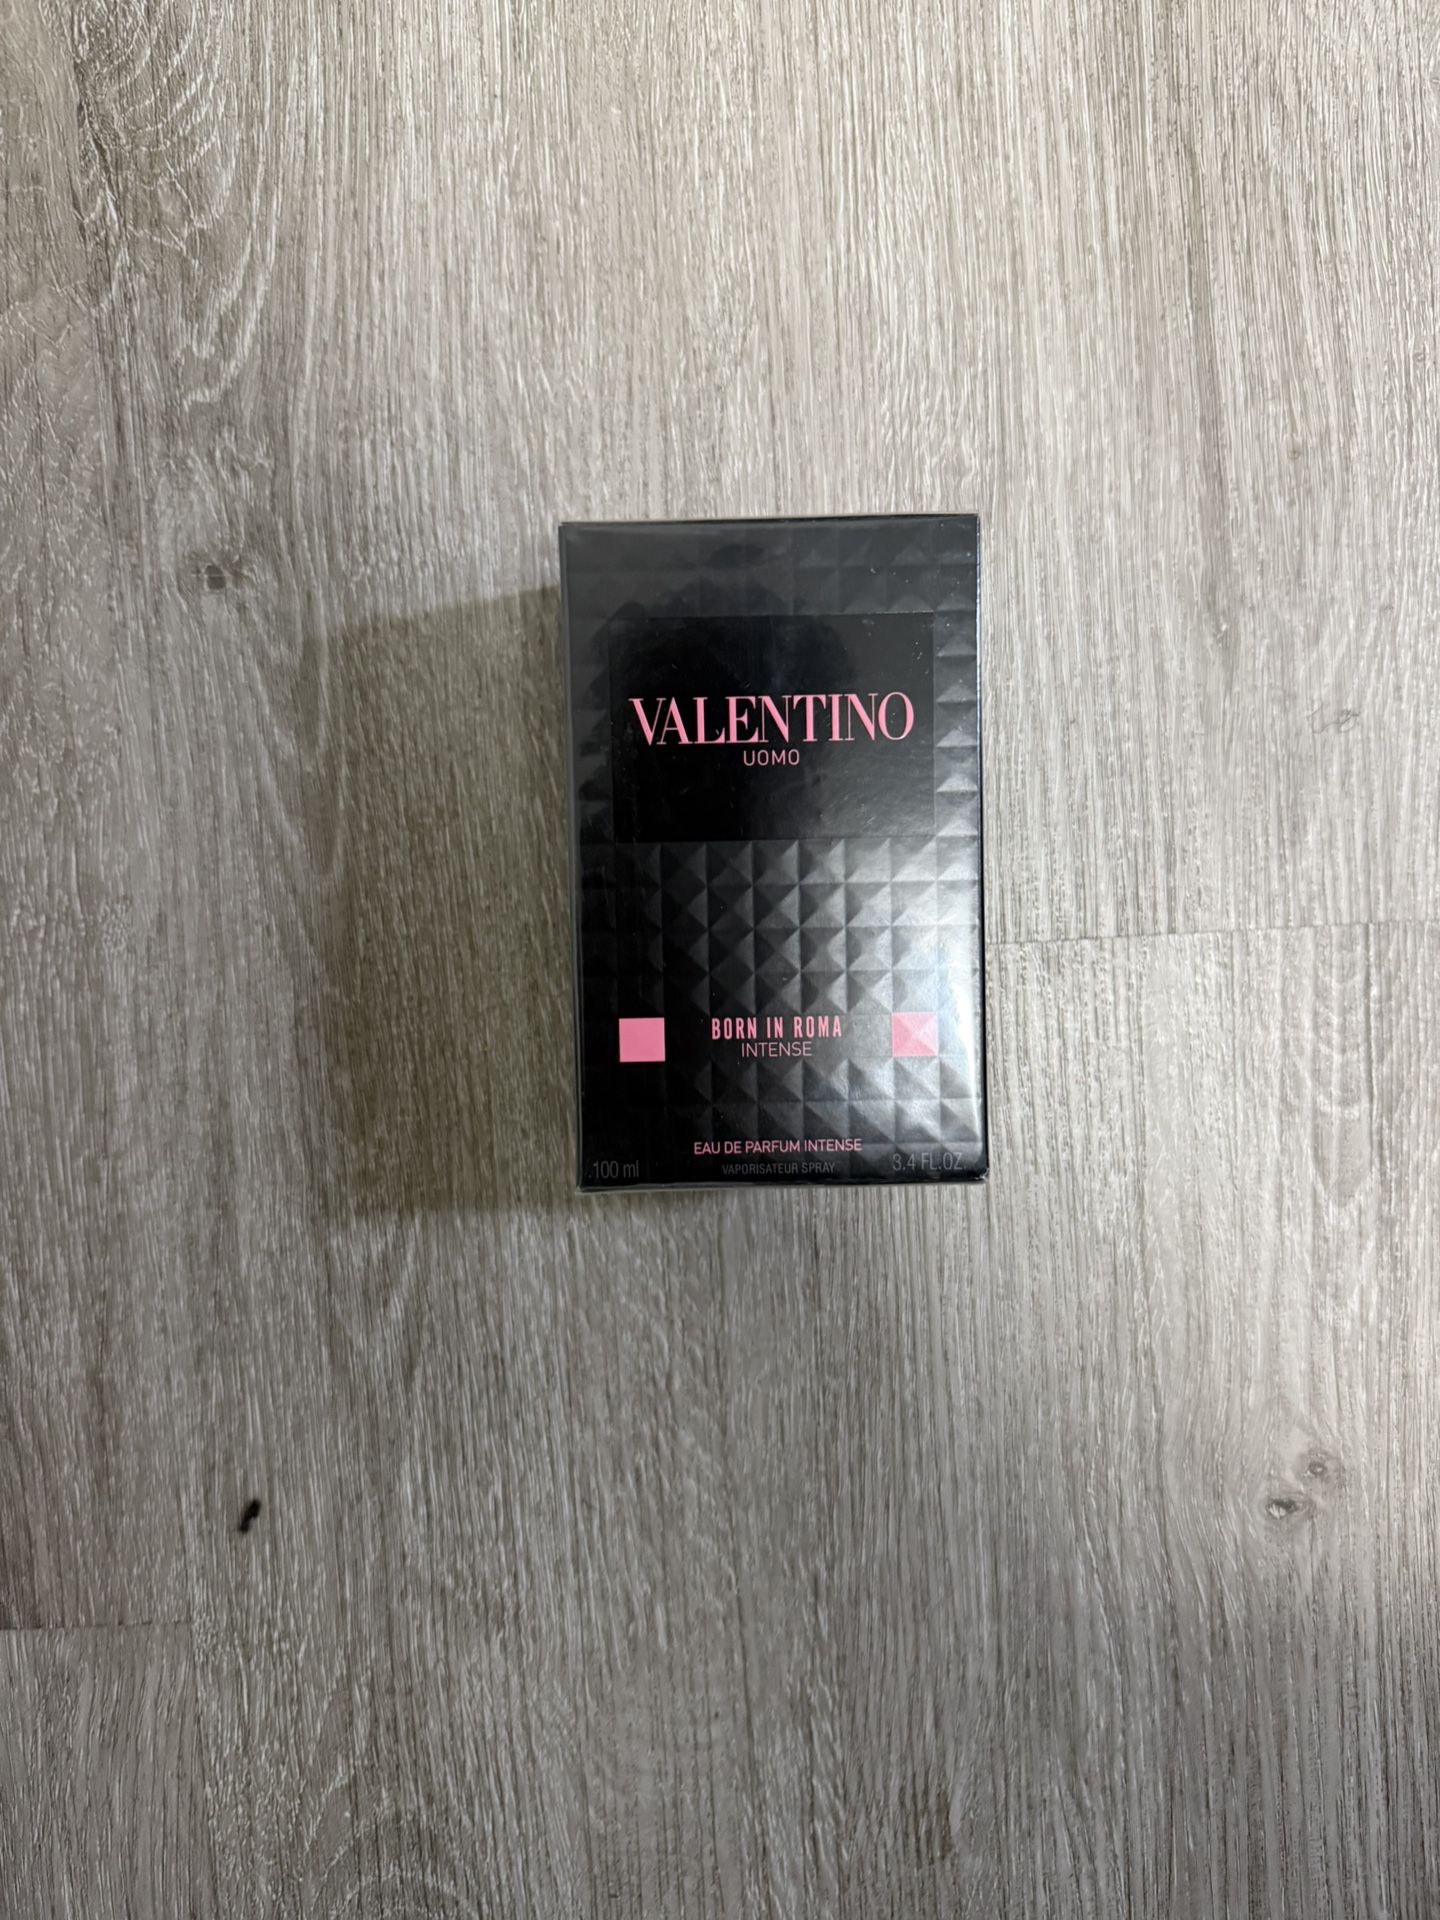 VALENTINO
UOMO
BORN IN ROMA
INTENSE
EAU DE PARFUM INTENSE
100 ml VAPORISATEUR SPRAY 3.4 FL.OZ.